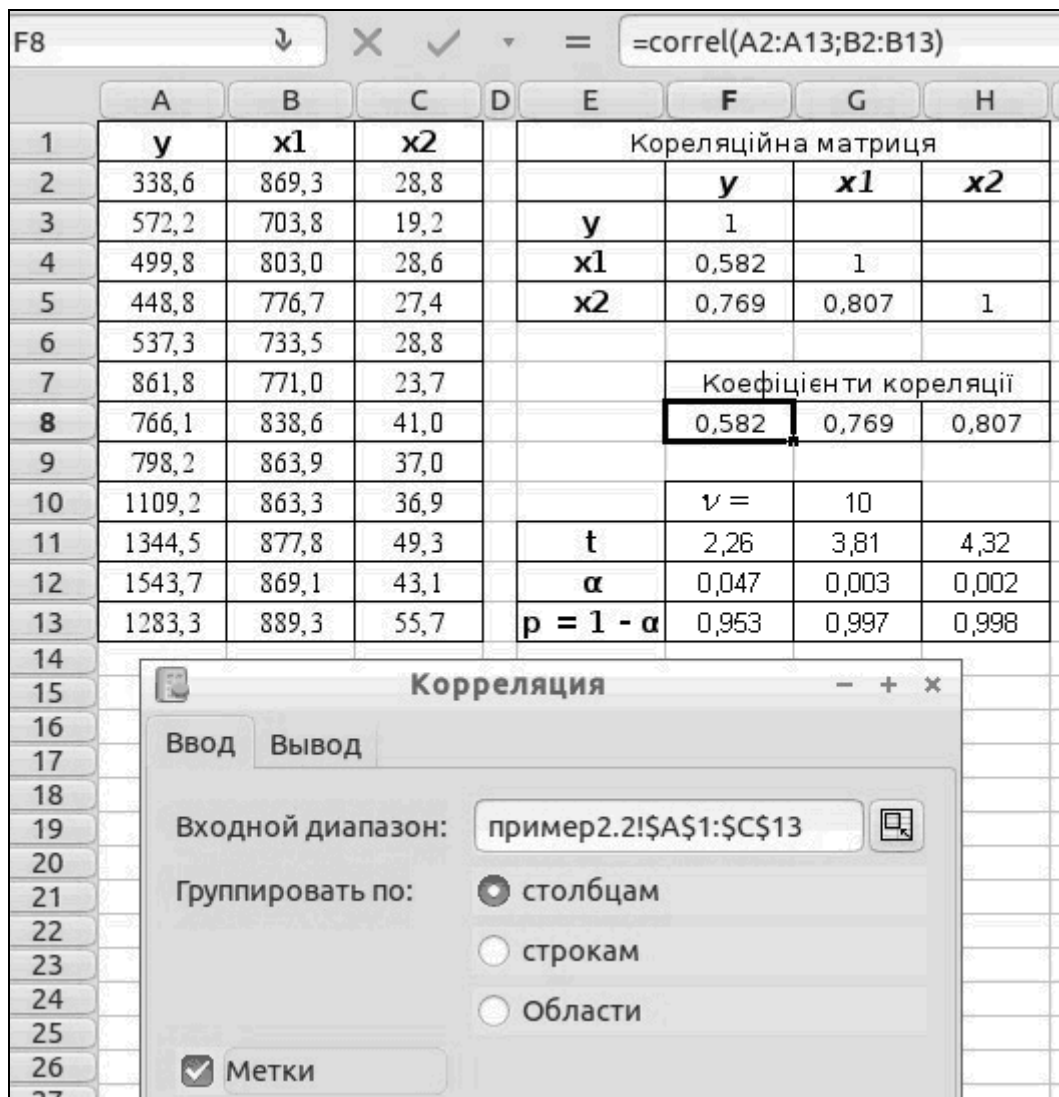 F8 = =correl(A2:A13;B2:B13)
A B C D E F G H
1 y x1 x2 Кореляційна матриця
2 338,6 869,3 28,8 y x1 x2
3 572,2 703,8 19,2 y 1
4 499,8 803,0 28,6 x1 0,582 1
5 448,8 776,7 27,4 x2 0,769 0,807 1
6 537,3 733,5 28,8
7 861,8 771,0 23,7 Коефіцієнти кореляції
8 766,1 838,6 41,0 0,582 0,769 0,807
9 798,2 863,9 37,0
10 1109,2 863,3 36,9 ν = 10
11 1344,5 877,8 49,3 t 2,26 3,81 4,32
12 1543,7 869,1 43,1 α 0,047 0,003 0,002
13 1283,3 889,3 55,7 p = 1 - α 0,953 0,997 0,998
14
15 Корреляция
16
17 Ввод Вывод
18
19 Входной диапазон: пример2.2!$A$1:$C$13
20
21 Группировать по: столбцам
22
23 строкам
24
25 Области
26 Метки
27